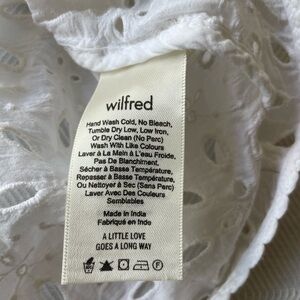 wilfred
Hand Wash Cold, No Bleach,
Tumble Dry Low, Low Iron,
Or Dry Clean (No Perc)
Wash With Like Colours
Laver à La Main à L'eau Froide,
Pas De Blanchiment,
Sécher à Basse Température,
Repasser à Basse Température,
Ou Nettoyer à Sec (Sans Perc)
Laver Avec Des Couleurs
Semblables
Made in India
Fabriqué en Inde
A LITTLE LOVE
GOES A LONG WAY